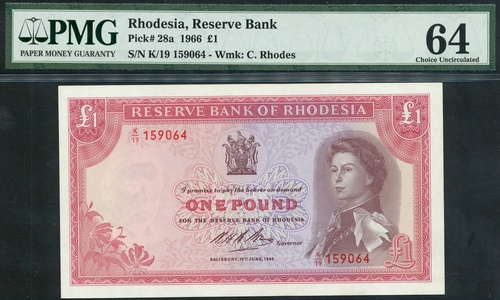 PMG
PAPER MONEY GUARANTY
Rhodesia, Reserve Bank
Pick# 28a 1966 £1
S/N K/19 159064 - Wmk: C. Rhodes
64
Choice Uncirculated
£1 RESERVE BANK OF RHODESIA £1
K/19 159064
I promise to pay the bearer on demand
ONE POUND
FOR THE RESERVE BANK OF RHODESIA
Governor
K/19 159064
SALISBURY, 15TH JUNE, 1966
£1